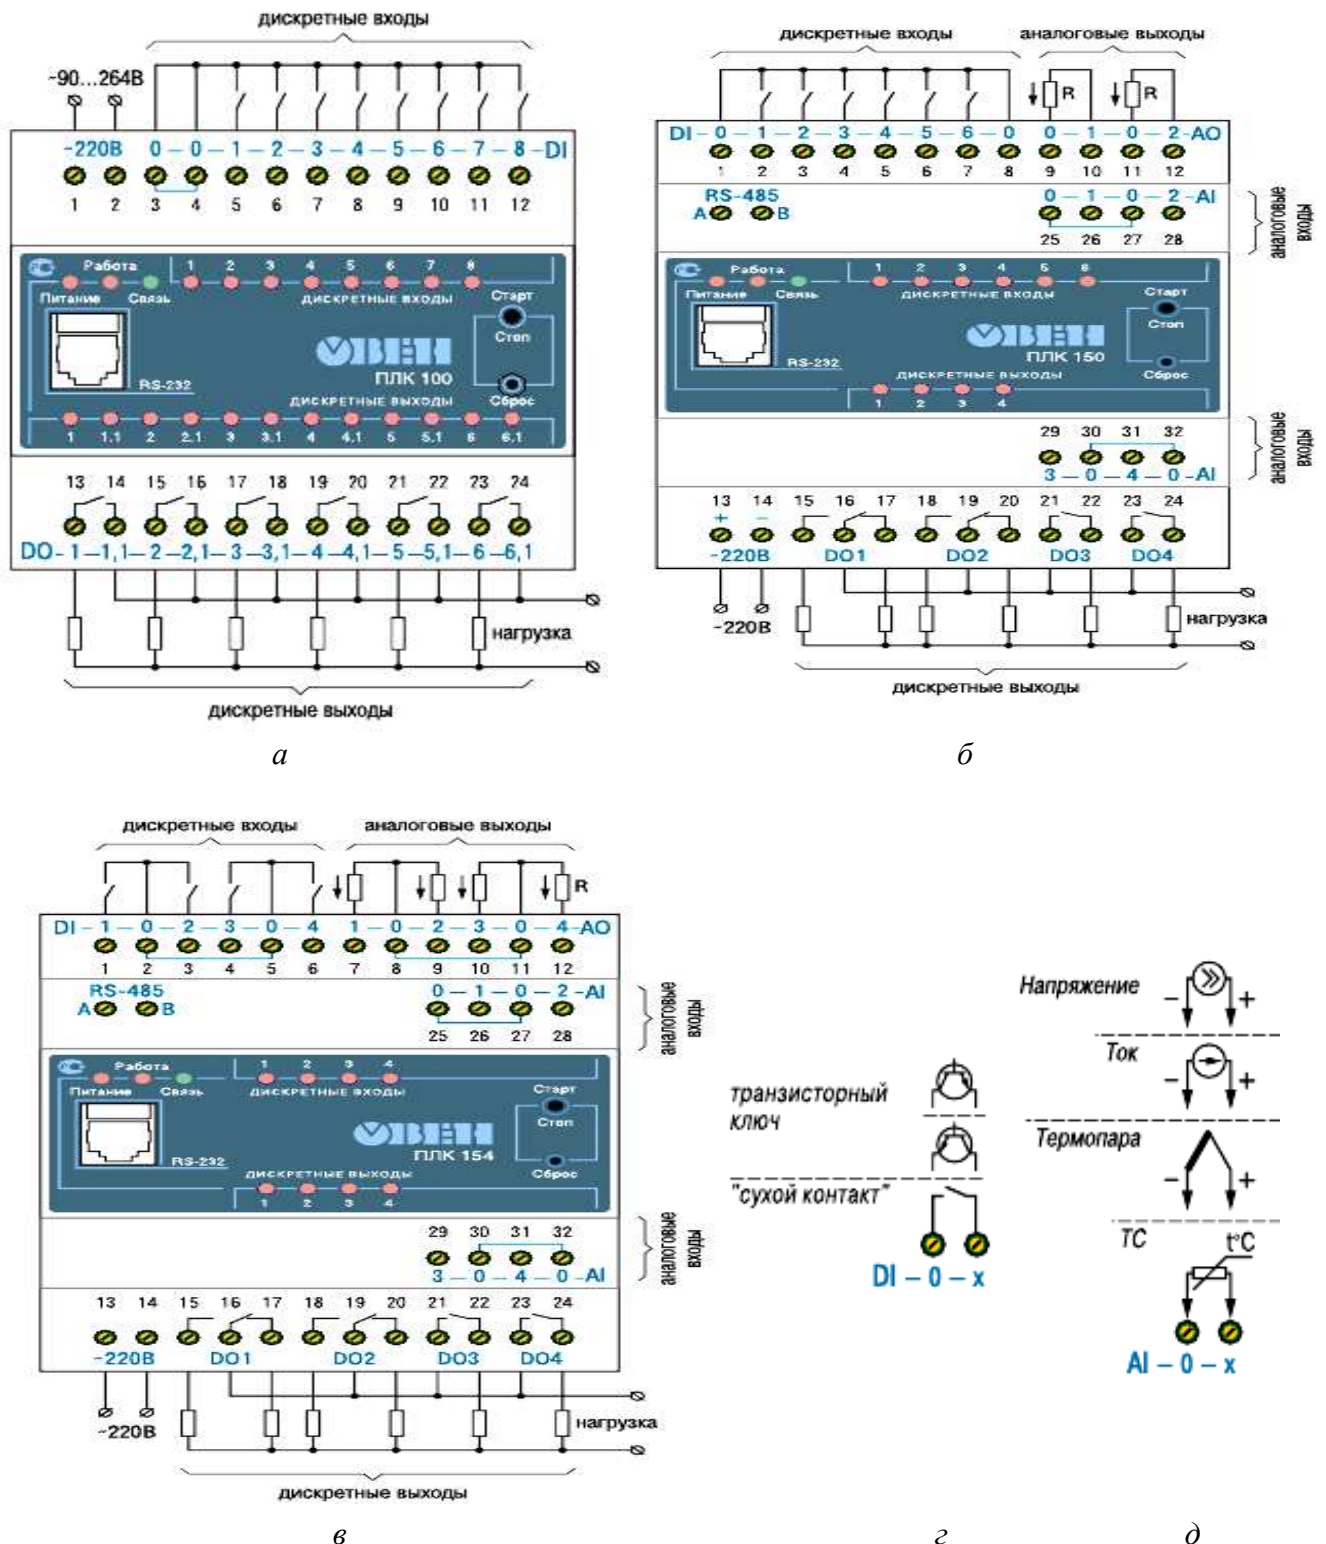 дискретные входы
~90...264В
~220В 0 – 0 – 1 – 2 – 3 – 4 – 5 – 6 – 7 – 8 – DI
1 2 3 4 5 6 7 8 9 10 11 12
Работа 1 2 3 4 5 6 7 8
Питание Связь ДИСКРЕТНЫЕ ВХОДЫ Старт
Стоп
ОВЕН
ПЛК 100
RS-232
ДИСКРЕТНЫЕ ВЫХОДЫ Сброс
1 1.1 2 2.1 3 3.1 4 4.1 5 5.1 6 6.1
13 14 15 16 17 18 19 20 21 22 23 24
DO- 1 –1,1– 2 –2,1– 3 –3,1– 4 –4,1– 5 –5,1– 6 –6,1
нагрузка
дискретные выходы
а
дискретные входы аналоговые выходы
R R
DI – 0 – 1 – 2 – 3 – 4 – 5 – 6 – 0 0 – 1 – 0 – 2 – AO
1 2 3 4 5 6 7 8 9 10 11 12
RS-485 0 – 1 – 0 – 2 – AI
A B
25 26 27 28
аналоговые
входы
Работа 1 2 3 4 5 6
Питание Связь ДИСКРЕТНЫЕ ВХОДЫ Старт
Стоп
ОВЕН
ПЛК 150
RS-232
ДИСКРЕТНЫЕ ВЫХОДЫ Сброс
1 2 3 4
29 30 31 32
3 – 0 – 4 – 0 – AI
аналоговые
входы
13 14 15 16 17 18 19 20 21 22 23 24
+ –
~220В DO1 DO2 DO3 DO4
~220В
нагрузка
дискретные выходы
б
дискретные входы аналоговые выходы
R
DI – 1 – 0 – 2 – 3 – 0 – 4 1 – 0 – 2 – 3 – 0 – 4 – AO
1 2 3 4 5 6 7 8 9 10 11 12
RS-485 0 – 1 – 0 – 2 – AI
A B
25 26 27 28
аналоговые
входы
Работа 1 2 3 4
Питание Связь ДИСКРЕТНЫЕ ВХОДЫ Старт
Стоп
ОВЕН
ПЛК 154
RS-232
ДИСКРЕТНЫЕ ВЫХОДЫ Сброс
1 2 3 4
29 30 31 32
3 – 0 – 4 – 0 – AI
аналоговые
входы
13 14 15 16 17 18 19 20 21 22 23 24
~220В DO1 DO2 DO3 DO4
~220В
нагрузка
дискретные выходы
в
транзисторный
ключ
"сухой контакт"
DI – 0 – x
г
Напряжение – +
Ток
– +
Термопара
– +
ТС t°C
AI – 0 – x
д